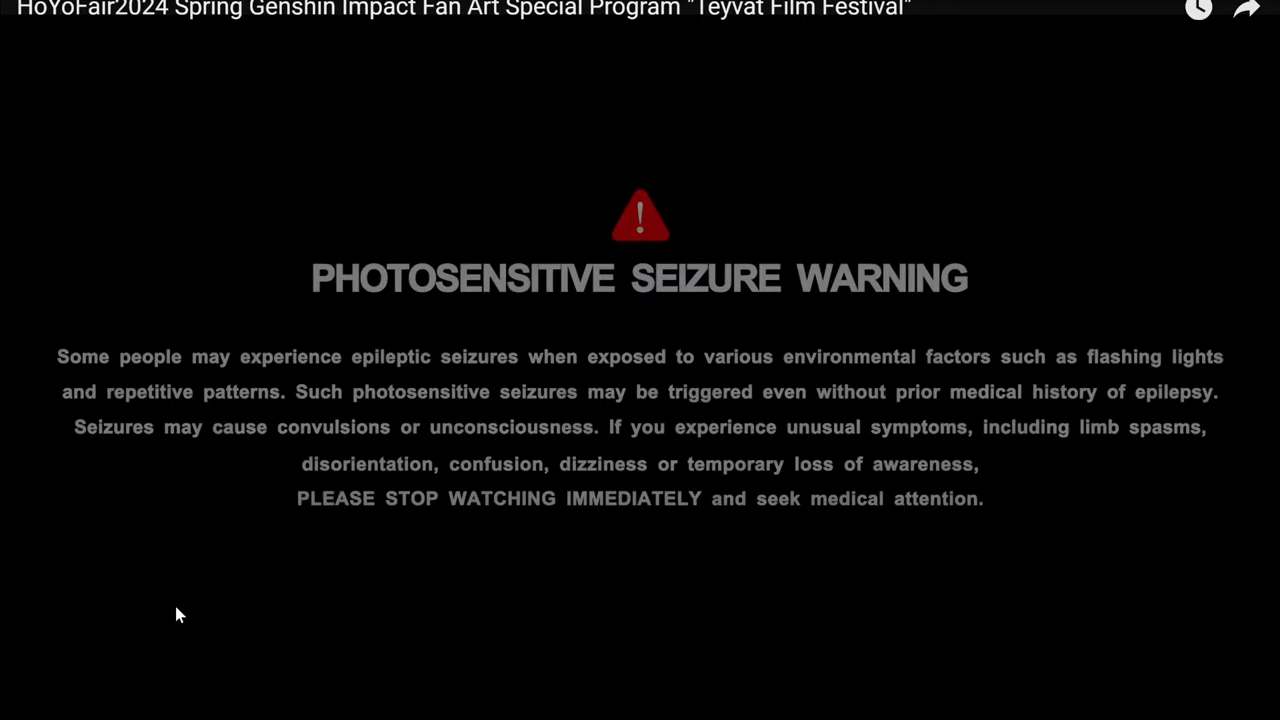 HoYoFair2024 Spring Genshin Impact Fan Art Special Program "Teyvat Film Festival"
!
PHOTOSENSITIVE SEIZURE WARNING
Some people may experience epileptic seizures when exposed to various environmental factors such as flashing lights
and repetitive patterns. Such photosensitive seizures may be triggered even without prior medical history of epilepsy.
Seizures may cause convulsions or unconsciousness. If you experience unusual symptoms, including limb spasms,
disorientation, confusion, dizziness or temporary loss of awareness,
PLEASE STOP WATCHING IMMEDIATELY and seek medical attention.